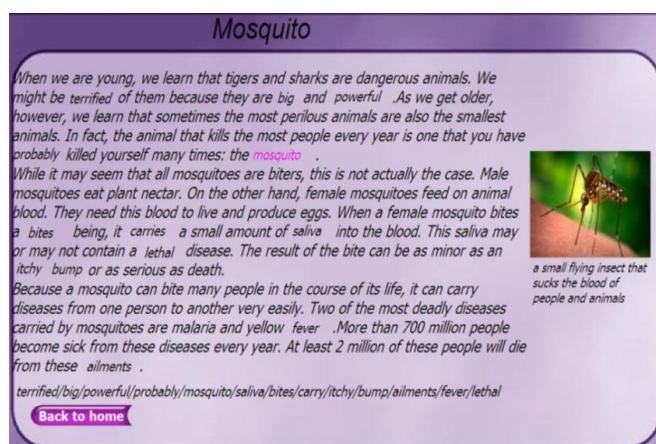 Mosquito
When we are young, we learn that tigers and sharks are dangerous animals. We
might be terrified of them because they are big and powerful .As we get older,
however, we learn that sometimes the most perilous animals are also the smallest
animals. In fact, the animal that kills the most people every year is one that you have
probably killed yourself many times: the mosquito .
While it may seem that all mosquitoes are biters, this is not actually the case. Male
mosquitoes eat plant nectar. On the other hand, female mosquitoes feed on animal
blood. They need this blood to live and produce eggs. When a female mosquito bites
a bites being, it carries a small amount of saliva into the blood. This saliva may
or may not contain a lethal disease. The result of the bite can be as minor as an
itchy bump or as serious as death.
Because a mosquito can bite many people in the course of its life, it can carry
diseases from one person to another very easily. Two of the most deadly diseases
carried by mosquitoes are malaria and yellow fever .More than 700 million people
become sick from these diseases every year. At least 2 million of these people will die
from these ailments .
a small flying insect that
sucks the blood of
people and animals
terrified/big/powerful/probably/mosquito/saliva/bites/carry/itchy/bump/ailments/fever/lethal
Back to home